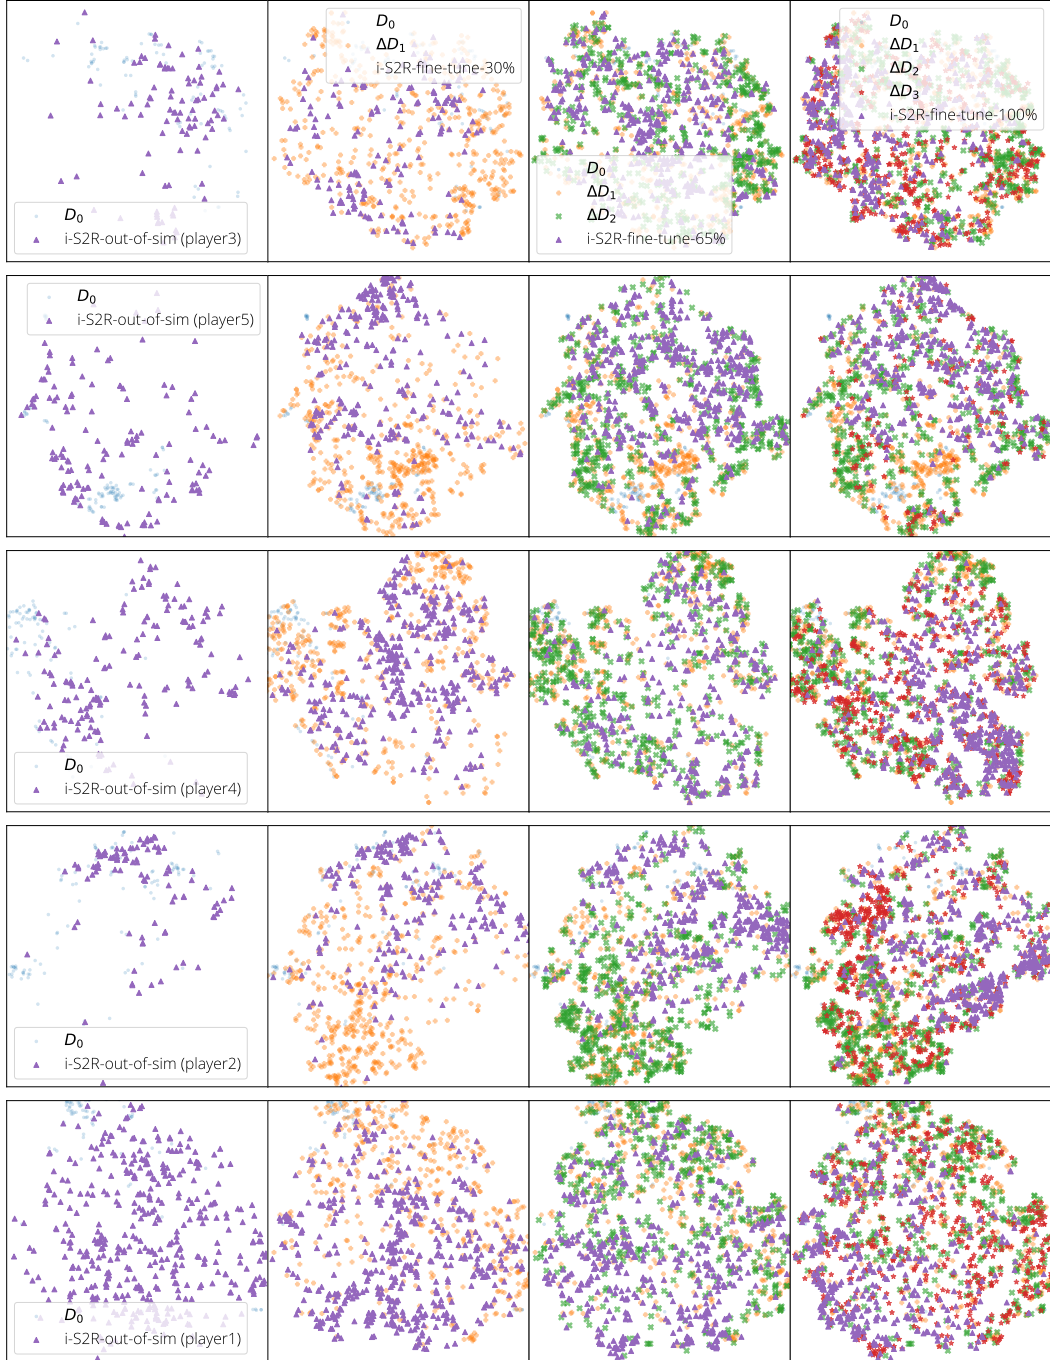 D₀
i-S2R-out-of-sim (player3)
D₀
ΔD₁
i-S2R-fine-tune-30%
D₀
ΔD₁
ΔD₂
i-S2R-fine-tune-65%
D₀
ΔD₁
ΔD₂
ΔD₃
i-S2R-fine-tune-100%
D₀
i-S2R-out-of-sim (player5)
D₀
i-S2R-out-of-sim (player4)
D₀
i-S2R-out-of-sim (player2)
D₀
i-S2R-out-of-sim (player1)